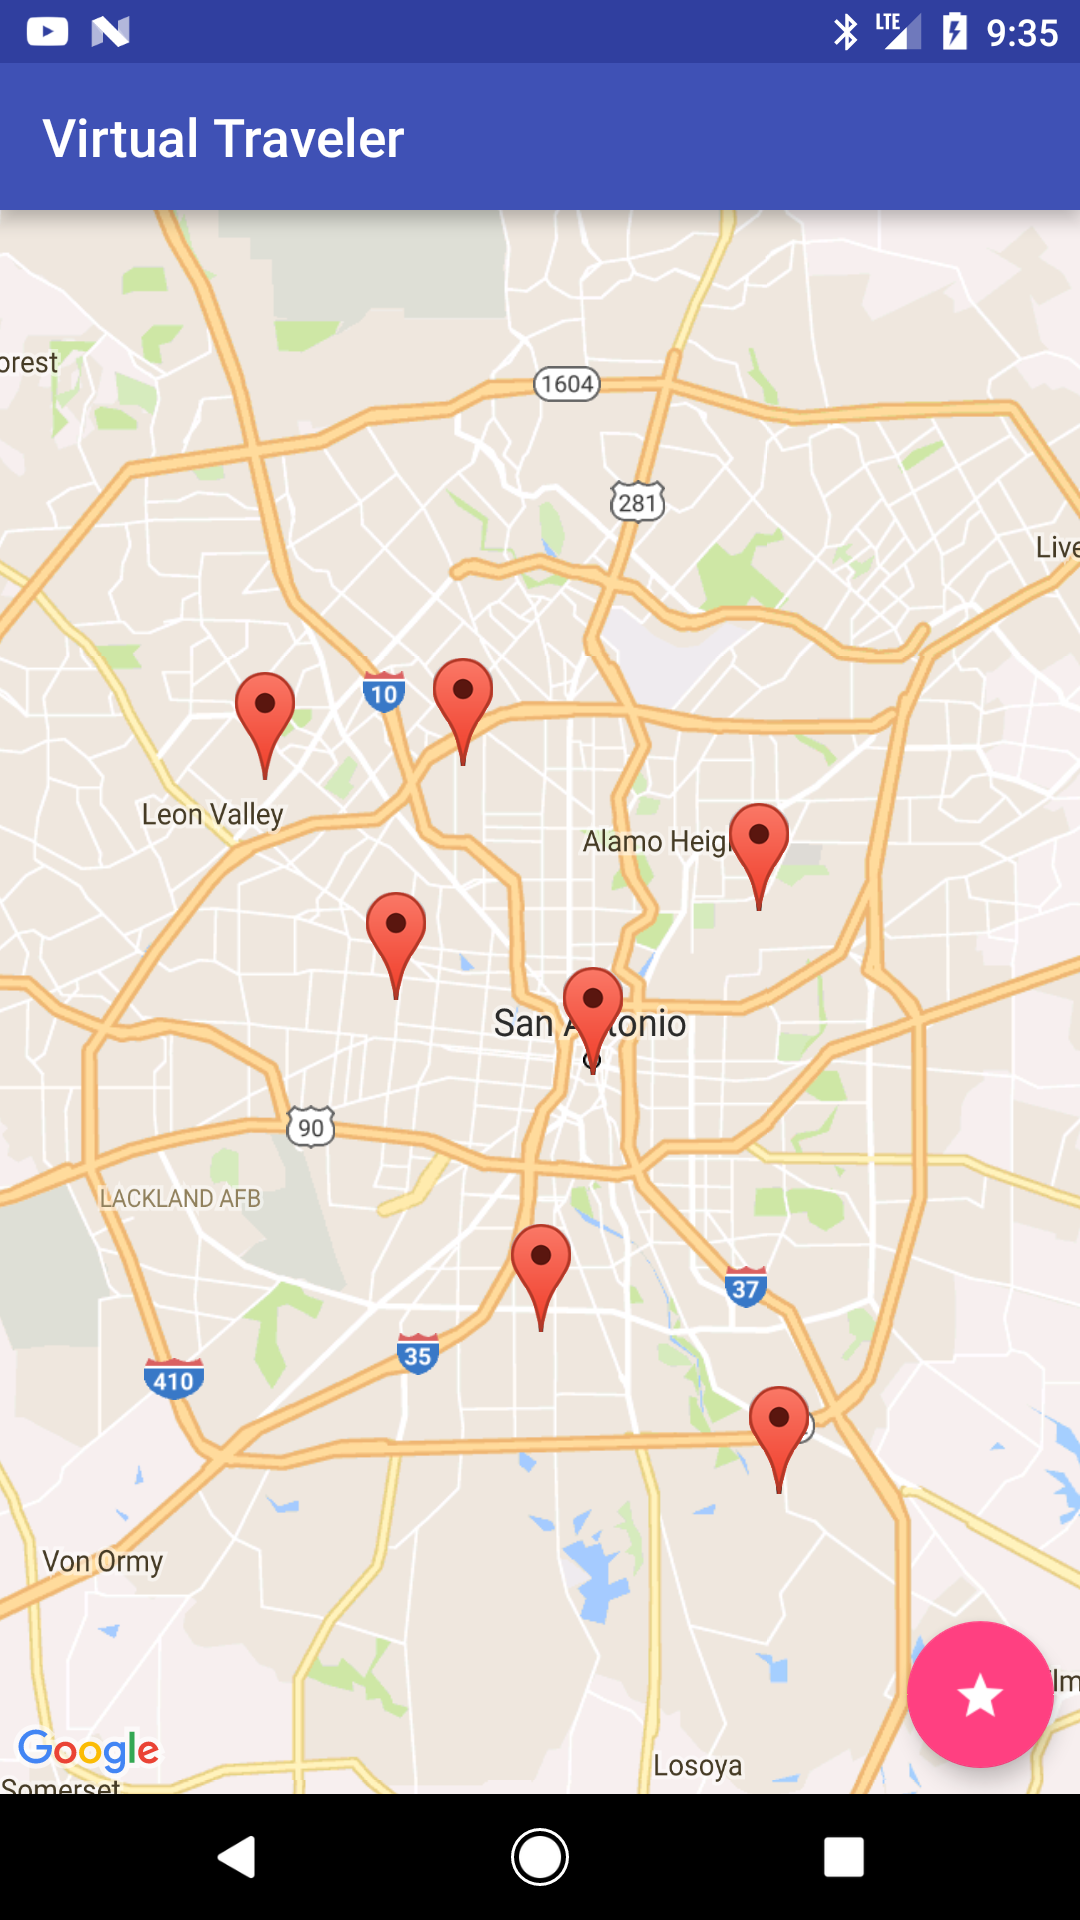 LTE 9:35
Virtual Traveler
orest
1604
281
Live
10
Leon Valley
Alamo Heig
San A tonio
90
LACKLAND AFB
37
35
410
Von Ormy
lm
Google
Losoya
Somerset